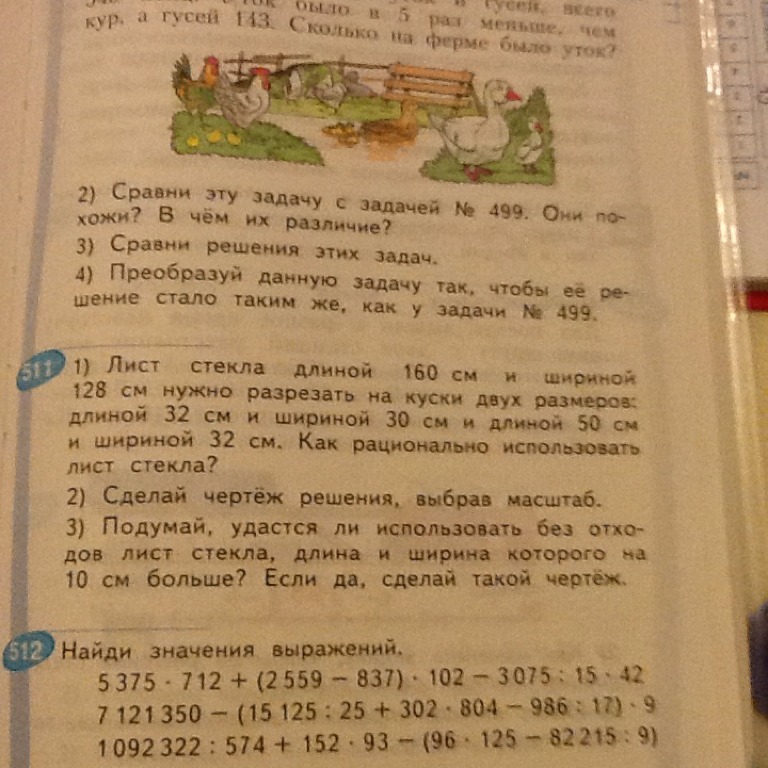 было в 5 раз меньше, чем
кур, а гусей 143. Сколько на ферме было уток?
2) Сравни эту задачу с задачей № 499. Они по-
хожи? В чём их различие?
3) Сравни решения этих задач.
4) Преобразуй данную задачу так, чтобы её ре-
шение стало таким же, как у задачи № 499.
511 1) Лист стекла длиной 160 см и шириной
128 см нужно разрезать на куски двух размеров:
длиной 32 см и шириной 30 см и длиной 50 см
и шириной 32 см. Как рационально использовать
лист стекла?
2) Сделай чертёж решения, выбрав масштаб.
3) Подумай, удастся ли использовать без отхо-
дов лист стекла, длина и ширина которого на
10 см больше? Если да, сделай такой чертёж.
512 Найди значения выражений.
5 375 · 712 + (2 559 − 837) · 102 − 3 075 : 15 · 42
7 121 350 − (15 125 : 25 + 302 · 804 − 986 : 17) · 9
1 092 322 : 574 + 152 · 93 − (96 · 125 − 82 215 : 9)